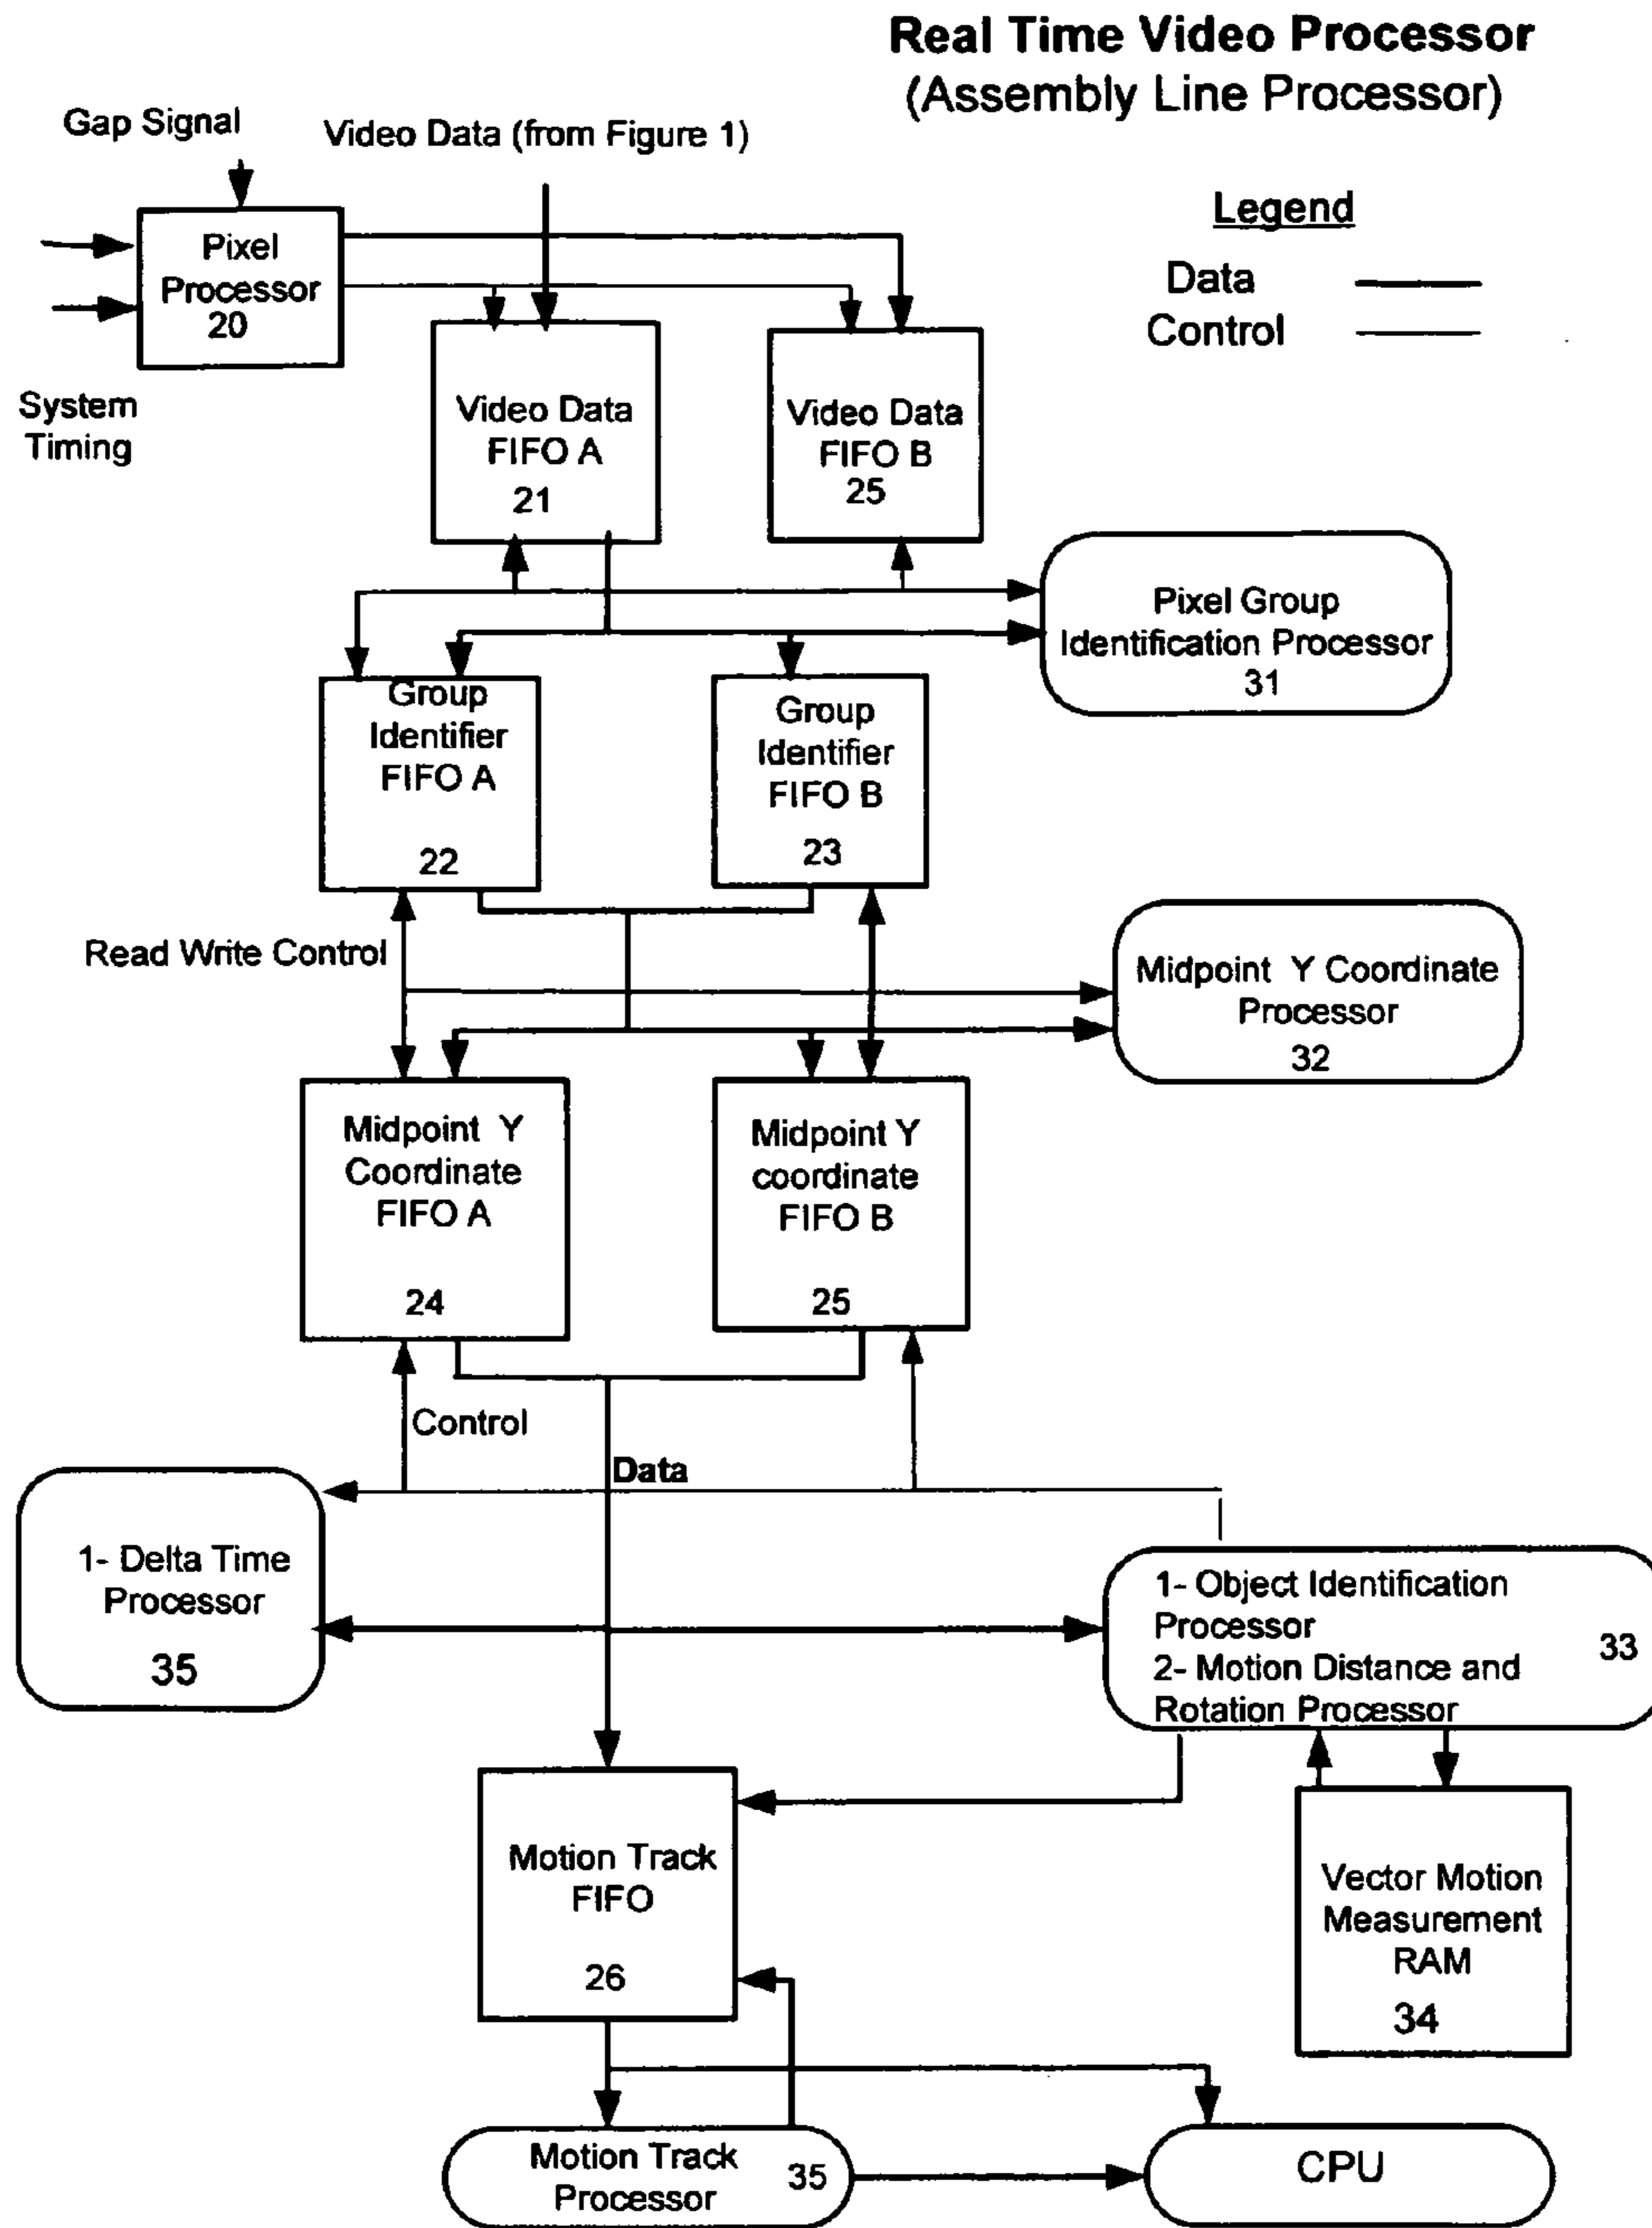 Real Time Video Processor
(Assembly Line Processor)
Gap Signal
Video Data (from Figure 1)
Legend
Data
Control
Pixel
Processor
20
System
Timing
Video Data
FIFO A
21
Video Data
FIFO B
25
Pixel Group
Identification Processor
31
Group
Identifier
FIFO A
22
Group
Identifier
FIFO B
23
Read Write Control
Midpoint Y Coordinate
Processor
32
Midpoint Y
Coordinate
FIFO A
24
Midpoint Y
coordinate
FIFO B
25
Control
Data
1- Delta Time
Processor
35
1- Object Identification
Processor
2- Motion Distance and
Rotation Processor
33
Motion Track
FIFO
26
Vector Motion
Measurement
RAM
34
Motion Track
Processor
35
CPU